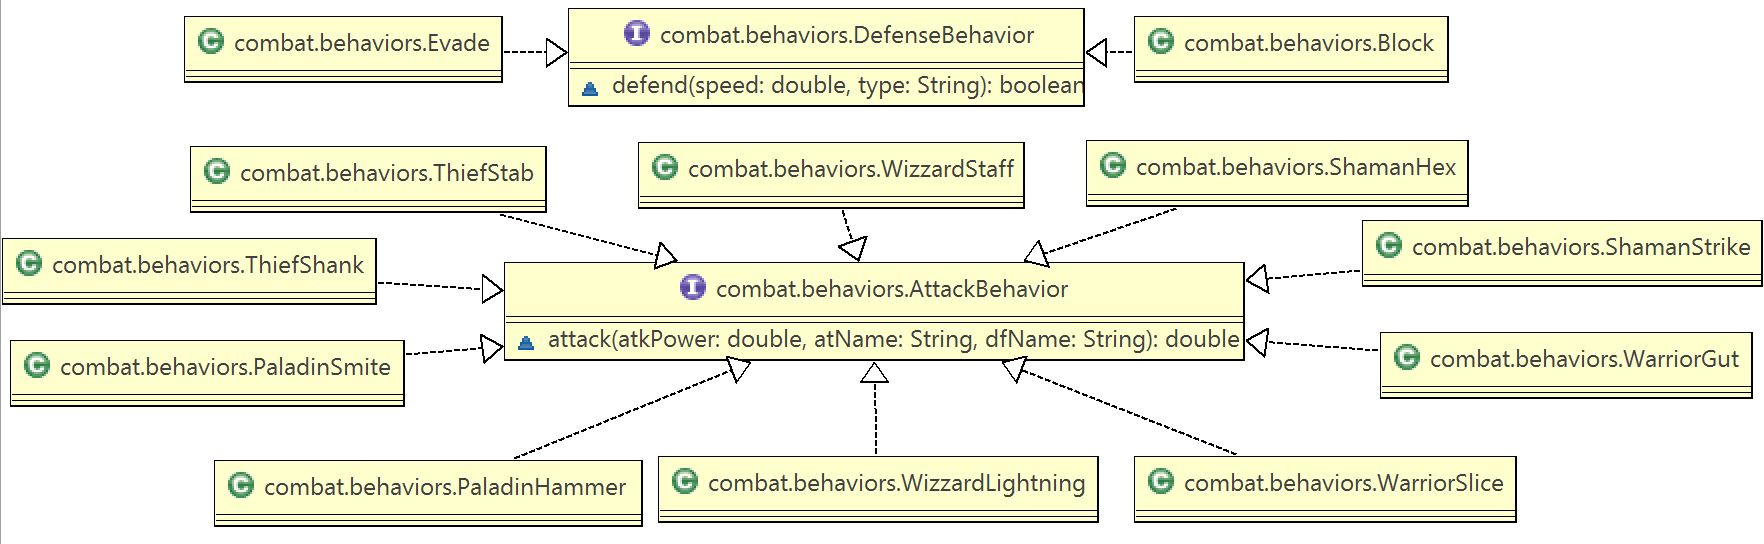 C combat.behaviors.Evade
I combat.behaviors.DefenseBehavior
defend(speed: double, type: String): boolean
C combat.behaviors.Block
C combat.behaviors.ThiefStab
C combat.behaviors.WizzardStaff
C combat.behaviors.ShamanHex
C combat.behaviors.ThiefShank
I combat.behaviors.AttackBehavior
attack(atkPower: double, atName: String, dfName: String): double
C combat.behaviors.ShamanStrike
C combat.behaviors.PaladinSmite
C combat.behaviors.WarriorGut
C combat.behaviors.PaladinHammer
C combat.behaviors.WizzardLightning
C combat.behaviors.WarriorSlice